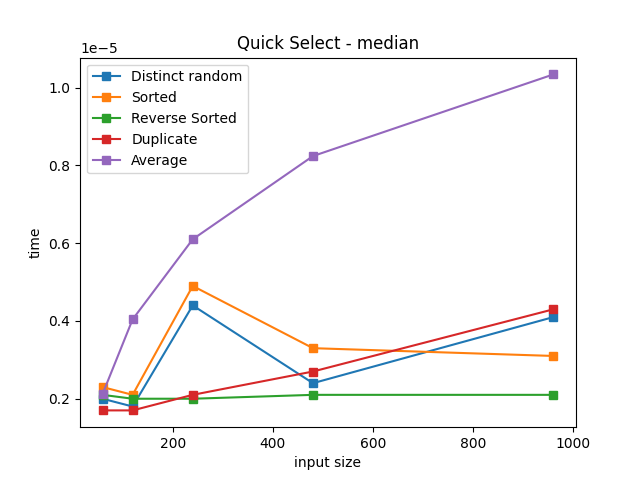 Quick Select - median
1e−5
Distinct random
Sorted
Reverse Sorted
Duplicate
Average
1.0
0.8
0.6
0.4
0.2
time
200
400
600
800
1000
input size